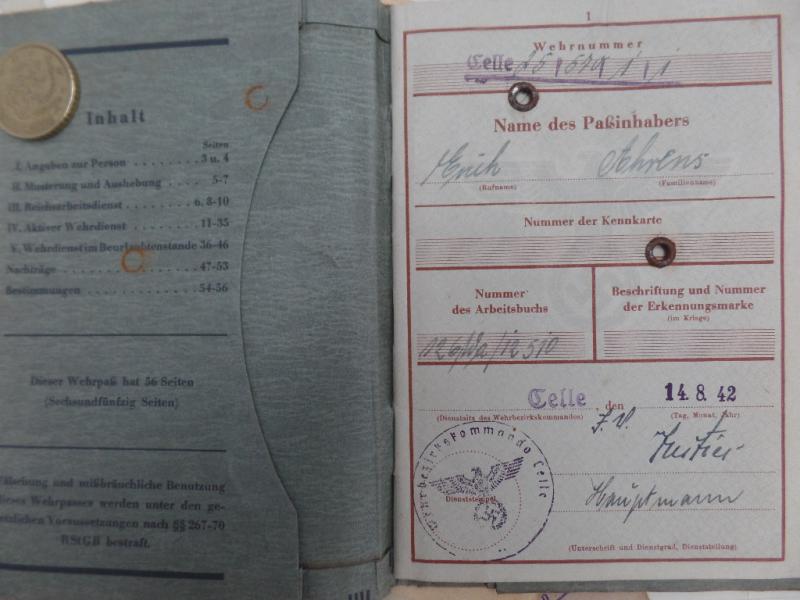 Inhalt
Seiten
I. Angaben zur Person . . . . . . . . 3 u. 4
II. Musterung und Aushebung . . . . 5-7
III. Reichsarbeitsdienst . . . . . . 6, 8-10
IV. Aktiver Wehrdienst . . . . . . . 11-35
V. Wehrdienst im Beurlaubtenstande 36-46
Nachträge . . . . . . . . . . . . . 47-53
Bestimmungen . . . . . . . . . . 54-56
Dieser Wehrpaß hat 56 Seiten
(Sechsundfünfzig Seiten)
Fälschung und mißbräuchliche Benutzung
dieses Wehrpasses werden unter den ge-
setzlichen Voraussetzungen nach §§ 267-70
RStGB bestraft.
1
Wehrnummer
Celle
Name des Paßinhabers
Erich Ahrens
(Rufname) (Familienname)
Nummer der Kennkarte
Nummer
des Arbeitsbuchs
Beschriftung und Nummer
der Erkennungsmarke
(im Kriege)
Celle, den 14. 8. 42
(Dienstsitz des Wehrbezirkskommandos) (Tag, Monat, Jahr)
Wehrbezirkskommando Celle
Dienststempel
Hauptmann
(Unterschrift und Dienstgrad, Dienststellung)